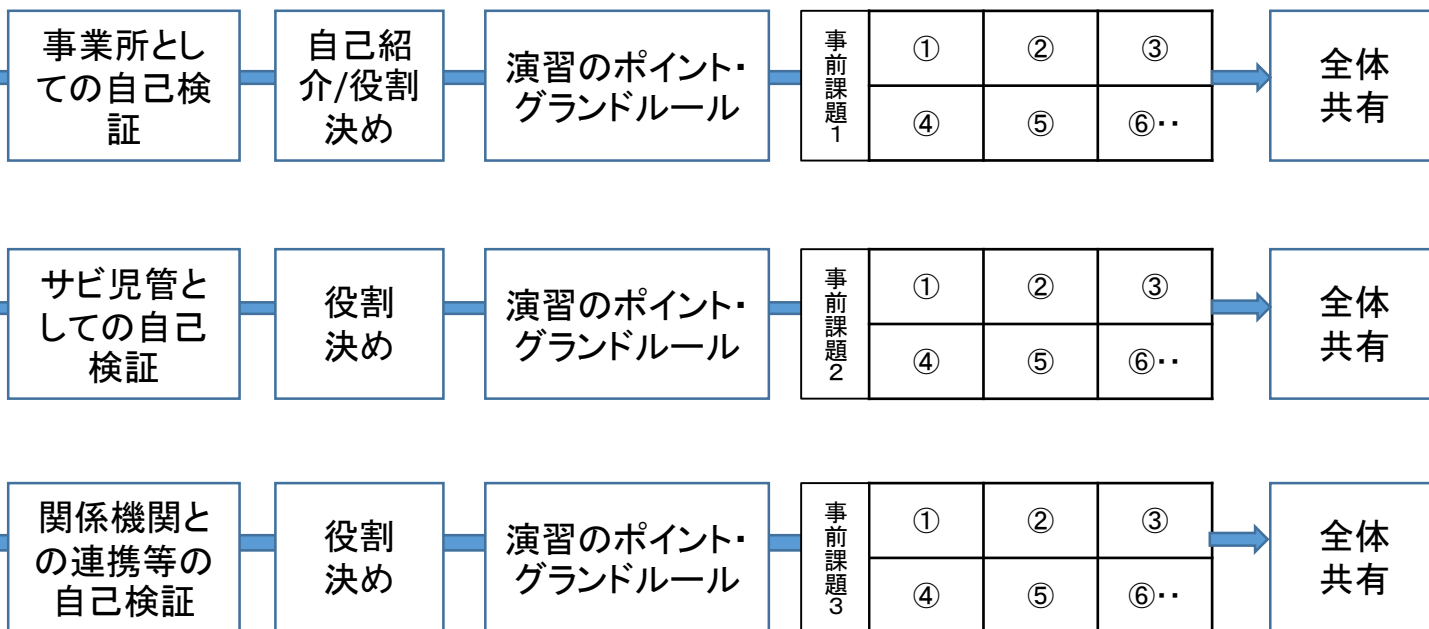 事業所とし
ての自己検
証
自己紹
介/役割
決め
演習のポイント・
グランドルール
事前課題1
① ② ③
④ ⑤ ⑥・・
全体
共有
サビ児管と
しての自己
検証
役割
決め
演習のポイント・
グランドルール
事前課題2
① ② ③
④ ⑤ ⑥・・
全体
共有
関係機関と
の連携等の
自己検証
役割
決め
演習のポイント・
グランドルール
事前課題3
① ② ③
④ ⑤ ⑥・・
全体
共有